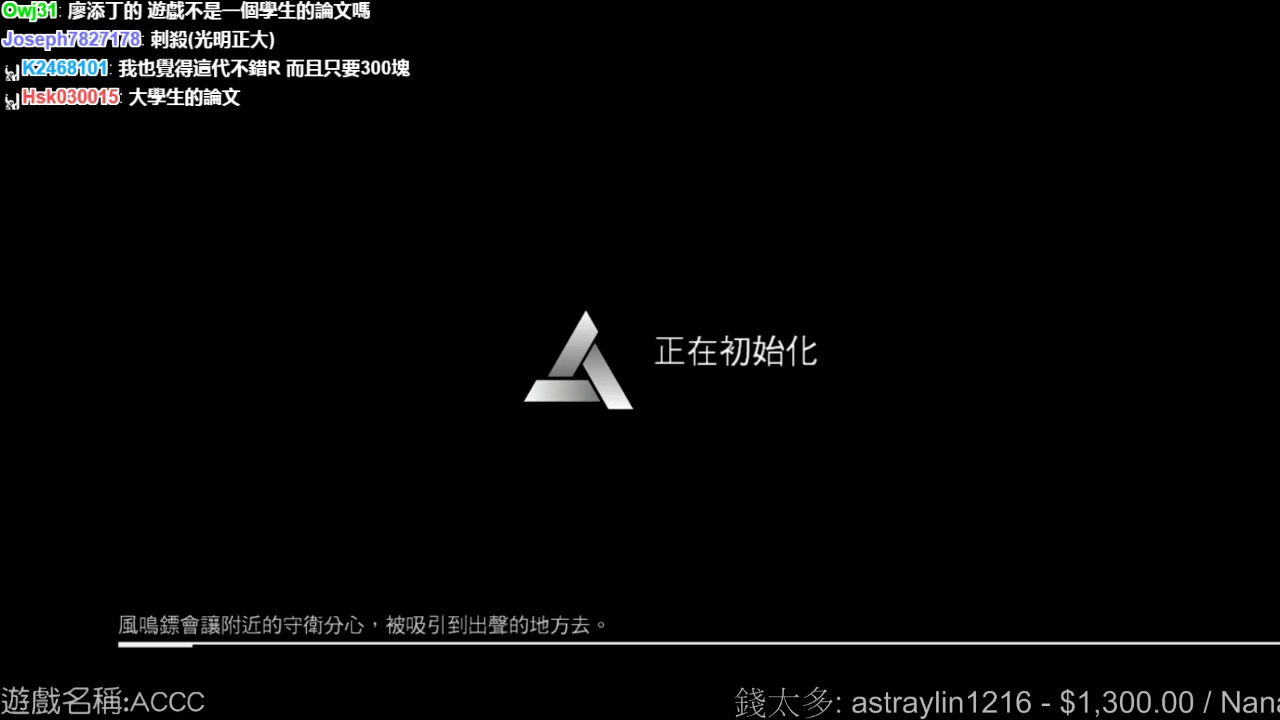 Owj31: 廖添丁的 遊戲不是一個學生的論文嗎
Joseph7827178: 刺殺(光明正大)
K2468101: 我也覺得這代不錯R 而且只要300塊
Hsk030015: 大學生的論文
正在初始化
風鳴鏢會讓附近的守衛分心，被吸引到出聲的地方去。
遊戲名稱:ACCC
錢太多: astraylin1216 - $1,300.00 / Nana